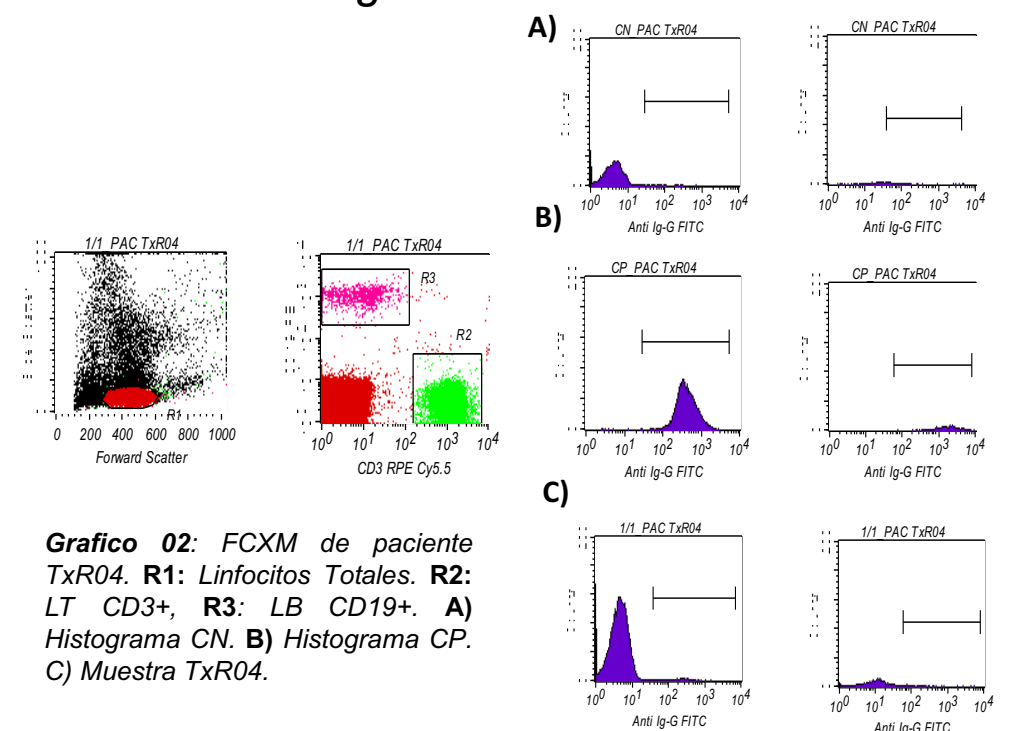 A)
CN_PAC TxR04
10^0 10^1 10^2 10^3 10^4
Anti Ig-G FITC
CN_PAC TxR04
10^0 10^1 10^2 10^3 10^4
Anti Ig-G FITC
1/1_PAC TxR04
R1
0 200 400 600 800 1000
Forward Scatter
1/1_PAC TxR04
R3
R2
10^0 10^1 10^2 10^3 10^4
CD3 RPE Cy5.5
B)
CP_PAC TxR04
10^0 10^1 10^2 10^3 10^4
Anti Ig-G FITC
CP_PAC TxR04
10^0 10^1 10^2 10^3 10^4
Anti Ig-G FITC
C)
1/1_PAC TxR04
10^0 10^1 10^2 10^3 10^4
Anti Ig-G FITC
1/1_PAC TxR04
10^0 10^1 10^2 10^3 10^4
Anti Ig-G FITC
Grafico 02: FCXM de paciente
TxR04. R1: Linfocitos Totales. R2:
LT CD3+, R3: LB CD19+. A)
Histograma CN. B) Histograma CP.
C) Muestra TxR04.